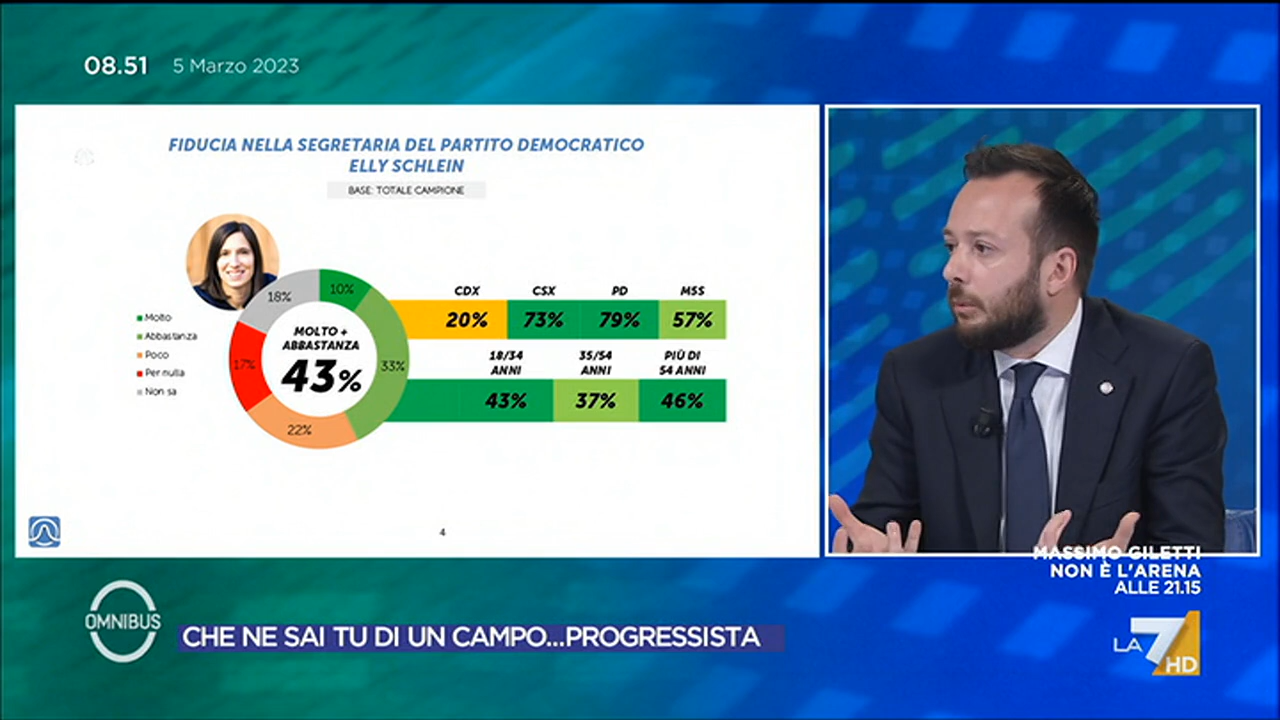 08.51 5 Marzo 2023
FIDUCIA NELLA SEGRETARIA DEL PARTITO DEMOCRATICO
ELLY SCHLEIN
BASE: TOTALE CAMPIONE
Molto
Abbastanza
Poco
Per nulla
Non sa
18%
10%
33%
22%
17%
MOLTO +
ABBASTANZA
43%
CDX CSX PD M5S
20% 73% 79% 57%
18/34 35/54 PIÙ DI
ANNI ANNI 54 ANNI
43% 37% 46%
4
MASSIMO GILETTI
NON È L'ARENA
ALLE 21.15
OMNIBUS
CHE NE SAI TU DI UN CAMPO...PROGRESSISTA
LA 7 HD